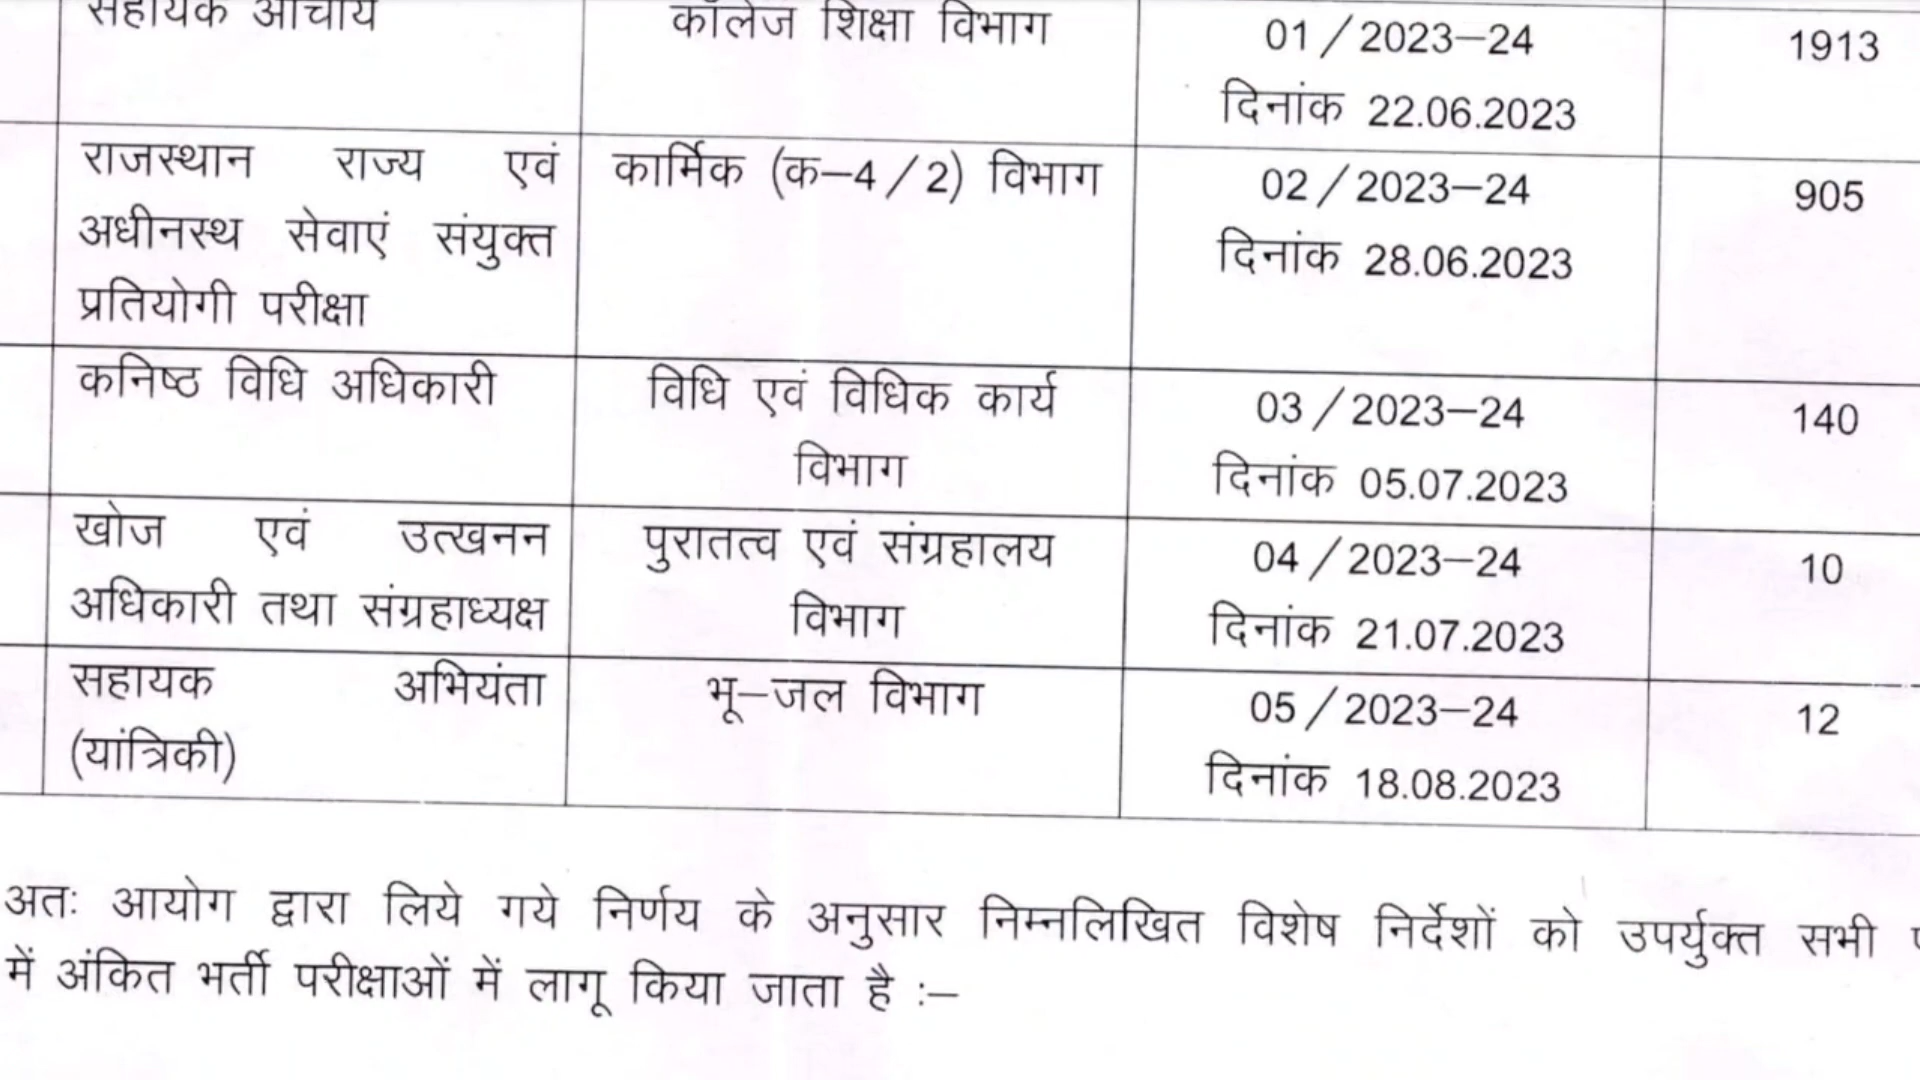 सहायक आचार्य
कॉलेज शिक्षा विभाग
01/2023–24
दिनांक 22.06.2023
1913
राजस्थान राज्य एवं
अधीनस्थ सेवाएं संयुक्त
प्रतियोगी परीक्षा
कार्मिक (क–4/2) विभाग
02/2023–24
दिनांक 28.06.2023
905
कनिष्ठ विधि अधिकारी
विधि एवं विधिक कार्य
विभाग
03/2023–24
दिनांक 05.07.2023
140
खोज एवं उत्खनन
अधिकारी तथा संग्रहाध्यक्ष
पुरातत्व एवं संग्रहालय
विभाग
04/2023–24
दिनांक 21.07.2023
10
सहायक अभियंता
(यांत्रिकी)
भू–जल विभाग
05/2023–24
दिनांक 18.08.2023
12
अतः आयोग द्वारा लिये गये निर्णय के अनुसार निम्नलिखित विशेष निर्देशों को उपर्युक्त सभी
में अंकित भर्ती परीक्षाओं में लागू किया जाता है :–